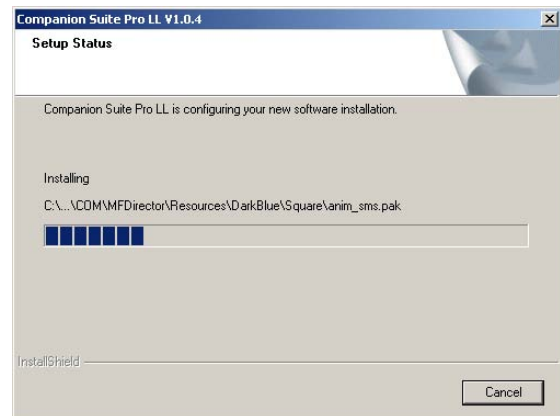 Companion Suite Pro LL V1.0.4
Setup Status
Companion Suite Pro LL is configuring your new software installation.
Installing
C:\...\COM\MFDirector\Resources\DarkBlue\Square\anim_sms.pak
InstallShield
Cancel